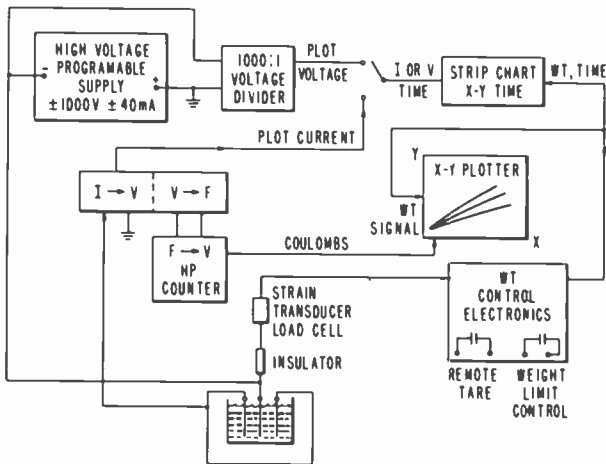 HIGH VOLTAGE
PROGRAMABLE
SUPPLY
±1000V ±40mA
-
+
1000:1
VOLTAGE
DIVIDER
PLOT
VOLTAGE
I OR V
TIME
STRIP CHART
X-Y TIME
WT, TIME
PLOT CURRENT
I → V
V → F
F → V
HP
COUNTER
COULOMBS
Y
WT
SIGNAL
X-Y PLOTTER
X
STRAIN
TRANSDUCER
LOAD CELL
INSULATOR
WT
CONTROL
ELECTRONICS
REMOTE
TARE
WEIGHT
LIMIT
CONTROL